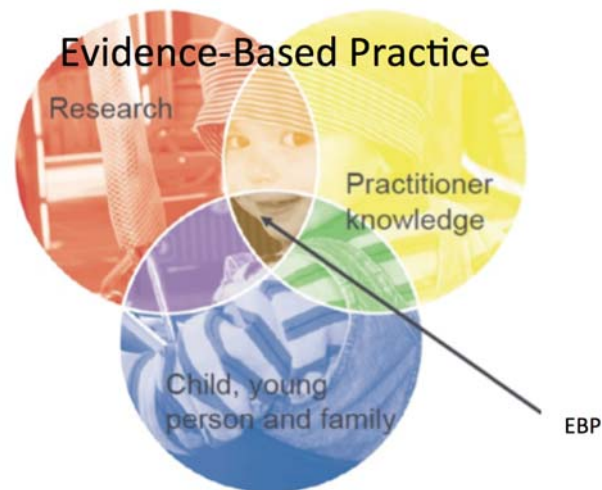 Evidence-Based Practice
Research
Practitioner
knowledge
Child, young
person and family
EBP